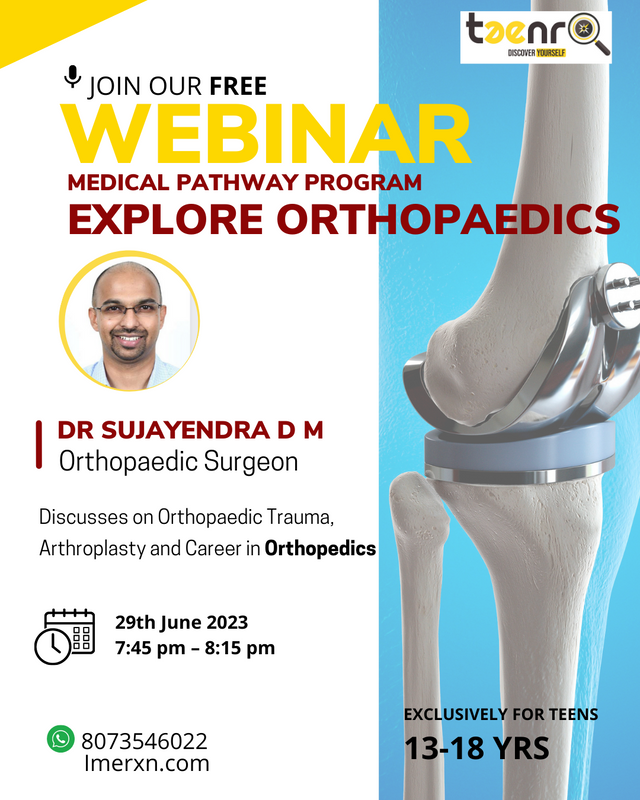 taenr
DISCOVER YOURSELF
JOIN OUR FREE
WEBINAR
MEDICAL PATHWAY PROGRAM
EXPLORE ORTHOPAEDICS
DR SUJAYENDRA D M
Orthopaedic Surgeon
Discusses on Orthopaedic Trauma,
Arthroplasty and Career in Orthopedics
29th June 2023
7:45 pm – 8:15 pm
8073546022
Imerxn.com
EXCLUSIVELY FOR TEENS
13-18 YRS